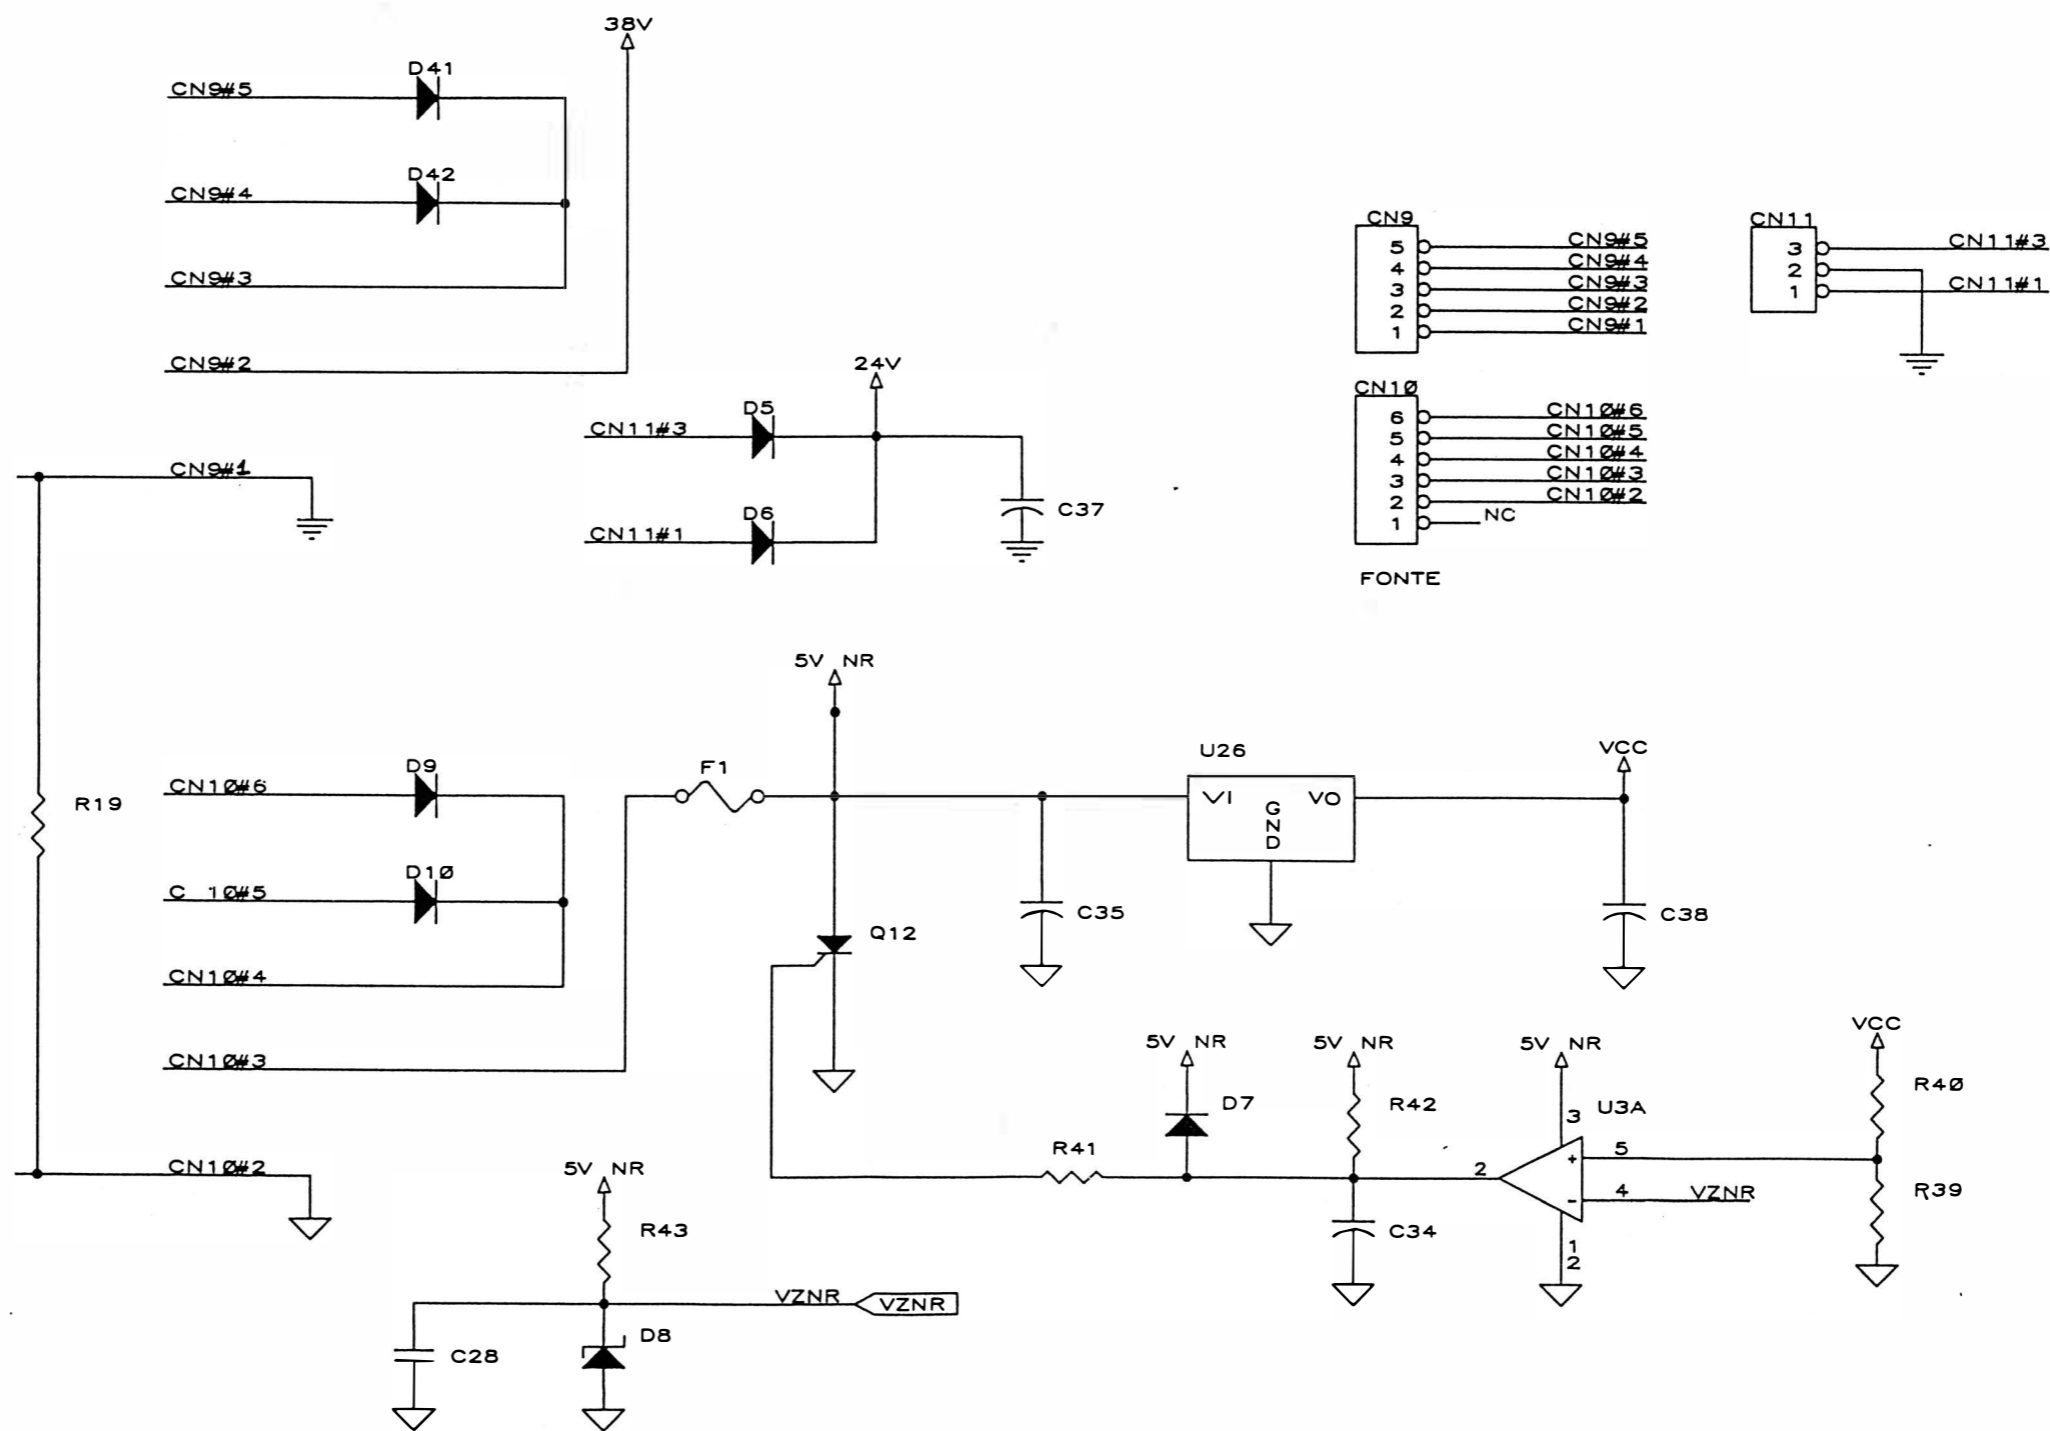 38V
D41
CN9#5
D42
CN9#4
CN9#3
CN9#2
CN9#1
24V
D5
CN11#3
D6
CN11#1
C37
CN9
5
4
3
2
1
CN9#5
CN9#4
CN9#3
CN9#2
CN9#1
CN11
3
2
1
CN11#3
CN11#1
CN10
6
5
4
3
2
1
CN10#6
CN10#5
CN10#4
CN10#3
CN10#2
NC
FONTE
R19
D9
CN10#6
D10
C 10#5
CN10#4
CN10#3
CN10#2
F1
5V NR
Q12
C35
U26
VI
GND
VO
VCC
C38
5V NR
R43
VZNR
VZNR
D8
C28
R41
5V NR
D7
5V NR
R42
C34
5V NR
3
U3A
2
+
-
5
4
VZNR
12
VCC
R40
R39